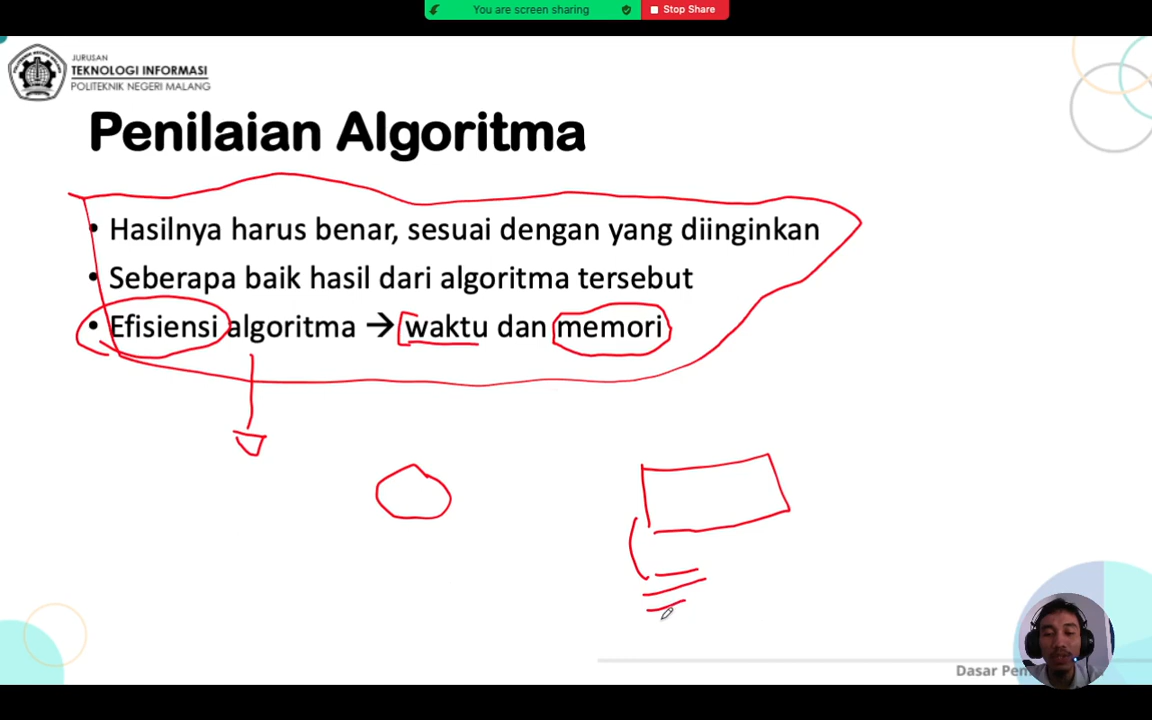 You are screen sharing
Stop Share
JURUSAN
TEKNOLOGI INFORMASI
POLITEKNIK NEGERI MALANG
Penilaian Algoritma
• Hasilnya harus benar, sesuai dengan yang diinginkan
• Seberapa baik hasil dari algoritma tersebut
• Efisiensi algoritma → waktu dan memori
Dasar